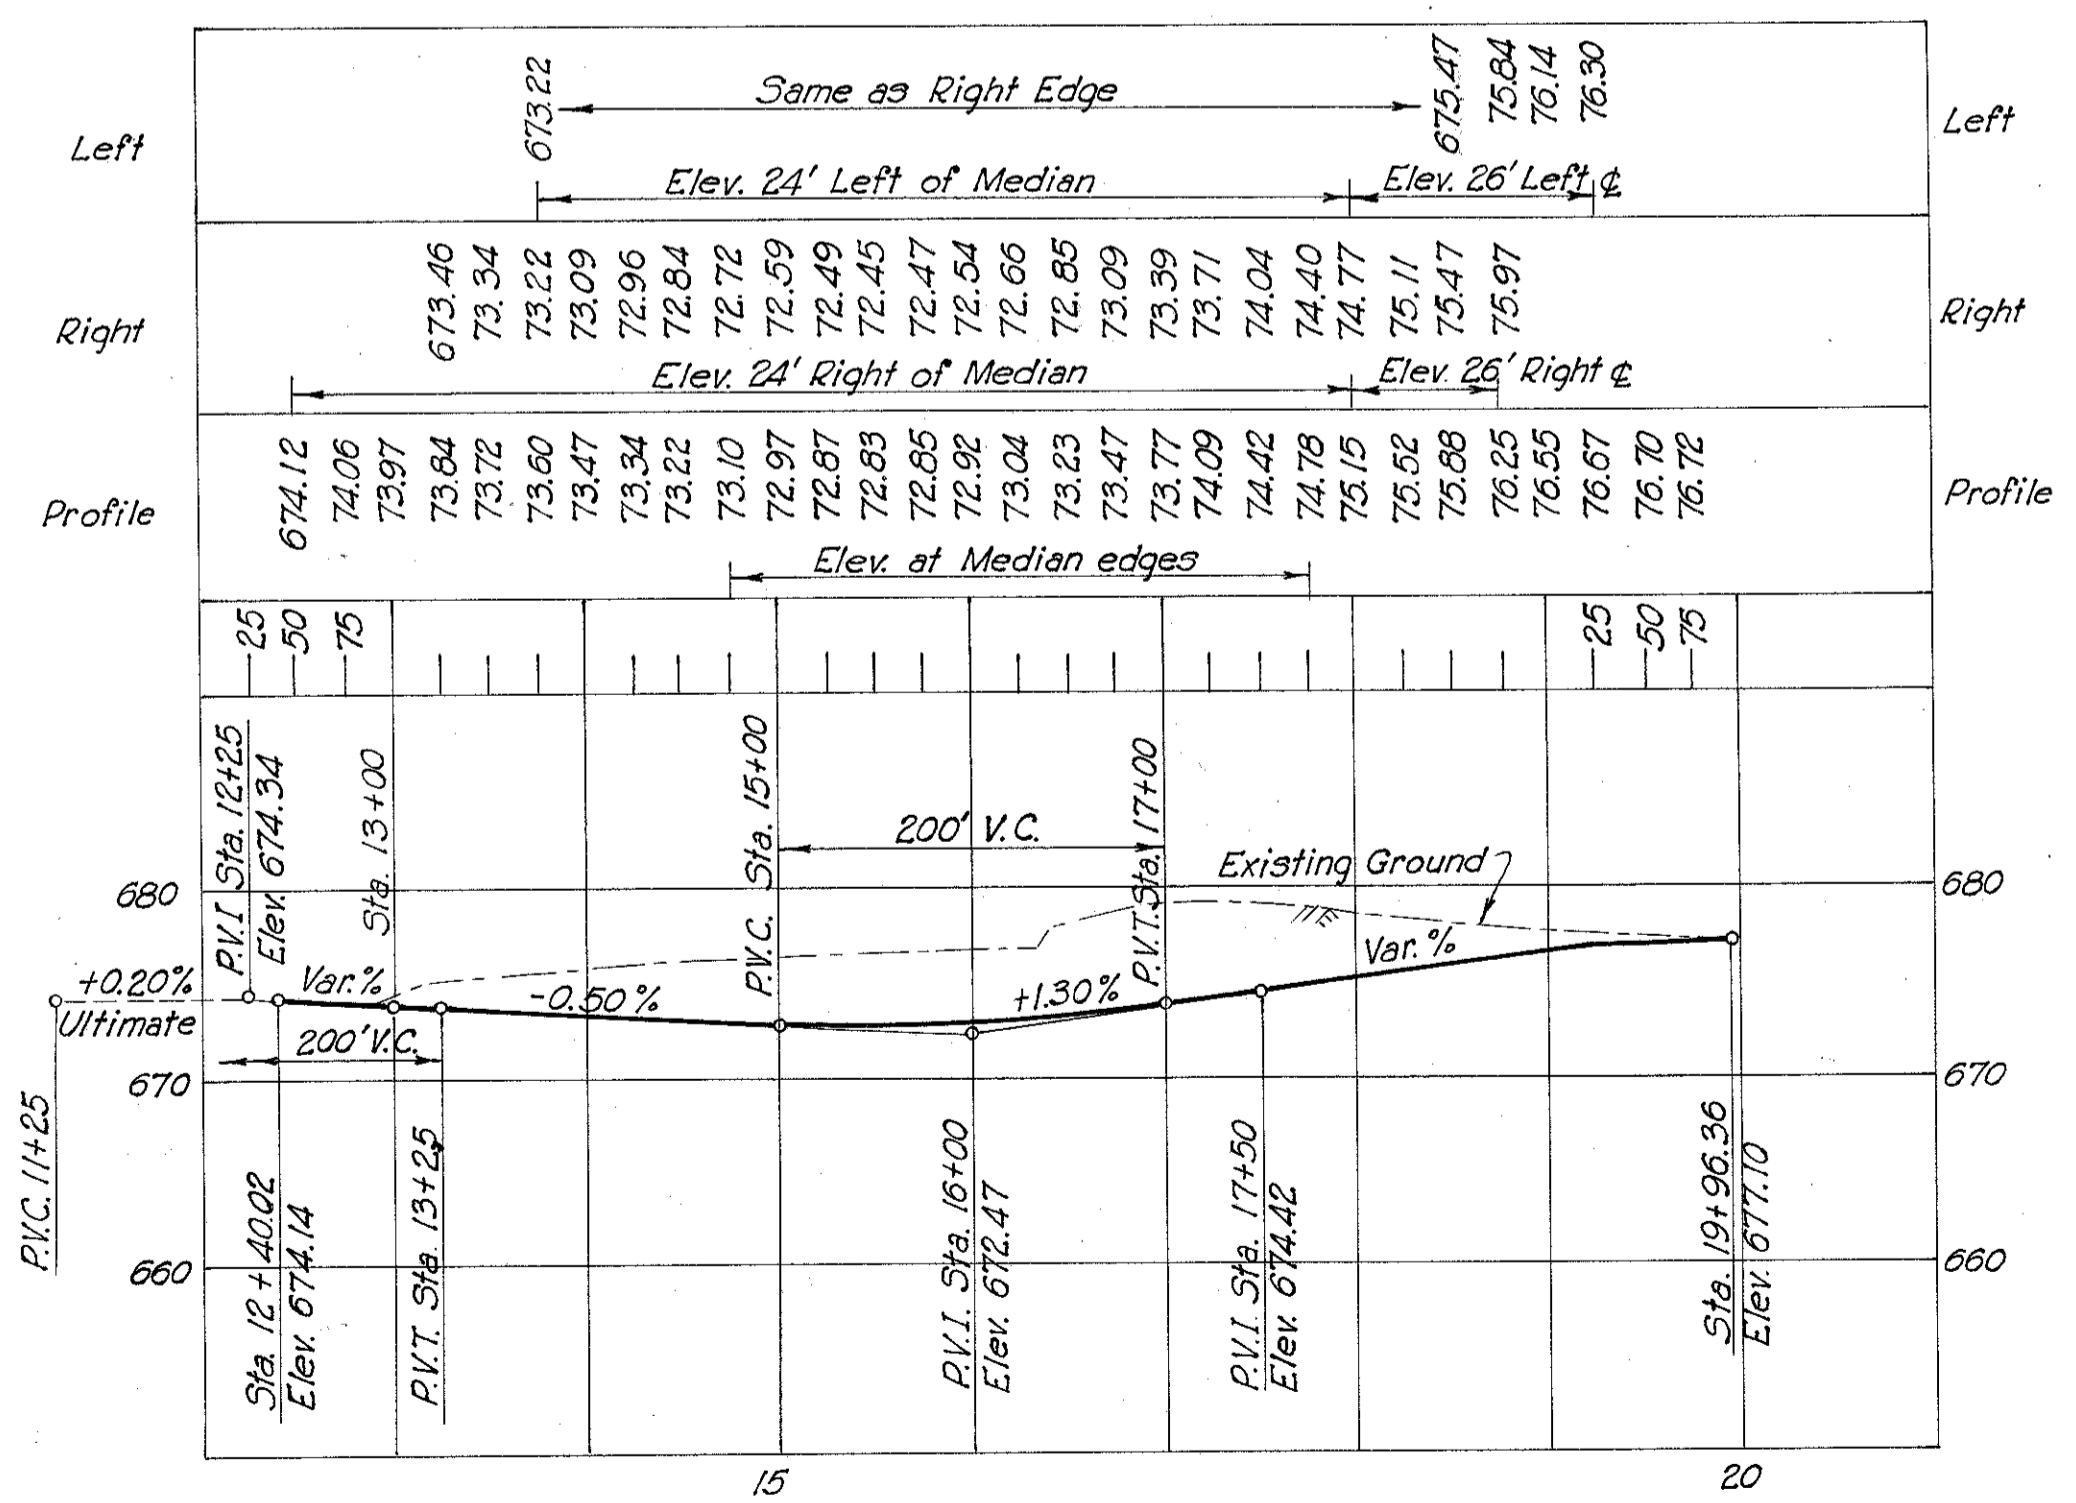 Left
673.22
Same as Right Edge
675.47
75.84
76.14
76.30
Left
Elev. 24' Left of Median
Elev. 26' Left ℄
Right
673.46
73.34
73.22
73.09
72.96
72.84
72.72
72.59
72.49
72.45
72.47
72.54
72.66
72.85
73.09
73.39
73.71
74.04
74.40
74.77
75.11
75.47
75.97
Right
Elev. 24' Right of Median
Elev. 26' Right ℄
Profile
674.12
74.06
73.97
73.84
73.72
73.60
73.47
73.34
73.22
73.10
72.97
72.87
72.83
72.85
72.92
73.04
73.23
73.47
73.77
74.09
74.42
74.78
75.15
75.52
75.88
76.25
76.55
76.67
76.70
76.72
Profile
Elev. at Median edges
25
50
75
25
50
75
P.V.I Sta. 12+25
Elev. 674.34
Sta. 13+00
P.V.C. Sta. 15+00
P.V.T. Sta. 17+00
200' V.C.
Existing Ground
680
680
+0.20%
Ultimate
Var.%
-0.50%
+1.30%
Var.%
200' V.C.
670
670
P.V.C. 11+25
Sta. 12+40.02
Elev. 674.14
P.V.T. Sta. 13+25
P.V.I. Sta. 16+00
Elev. 672.47
P.V.I. Sta. 17+50
Elev. 674.42
Sta. 19+96.36
Elev. 677.10
660
660
15
20